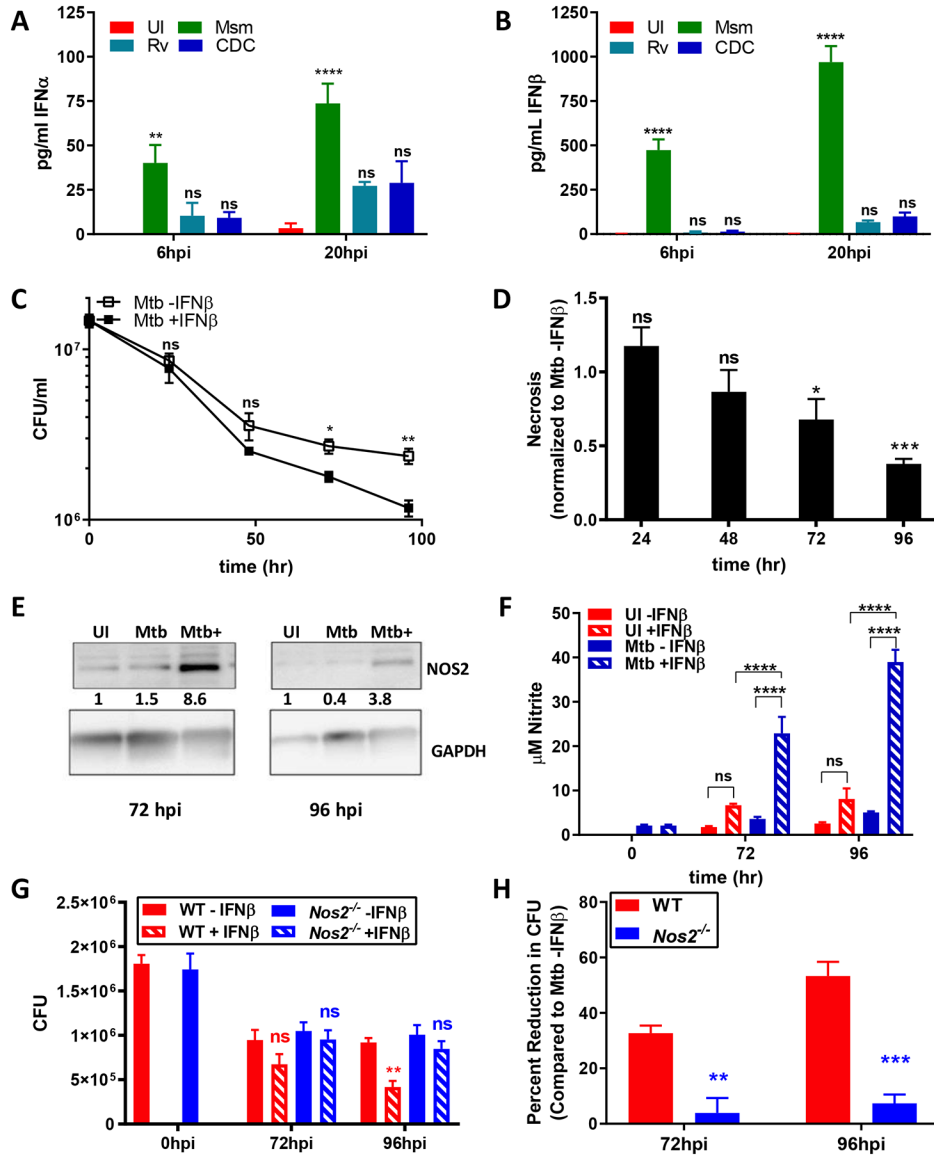 A
UI Msm
Rv CDC
pg/ml IFNα
125
100
75
50
25
0
** ns ns
**** ns ns
6hpi 20hpi
B
UI Msm
Rv CDC
pg/mL IFNβ
1250
1000
750
500
250
0
**** ns ns
**** ns ns
6hpi 20hpi
C
Mtb -IFNβ
Mtb +IFNβ
CFU/ml
10⁷
10⁶
ns ns * **
0 50 100
time (hr)
D
Necrosis
(normalized to Mtb -IFNβ)
1.5
1.0
0.5
0.0
ns ns * ***
24 48 72 96
time (hr)
E
UI Mtb Mtb+
UI Mtb Mtb+
NOS2
1 1.5 8.6
1 0.4 3.8
GAPDH
72 hpi
96 hpi
F
UI -IFNβ
UI +IFNβ
Mtb - IFNβ
Mtb +IFNβ
μM Nitrite
50
40
30
20
10
0
ns **** ****
ns **** ****
0 72 96
time (hr)
G
WT - IFNβ Nos2⁻/⁻ -IFNβ
WT + IFNβ Nos2⁻/⁻ +IFNβ
CFU
2.5×10⁶
2×10⁶
1.5×10⁶
1×10⁶
5×10⁵
0
ns ns
** ns
0hpi 72hpi 96hpi
H
WT
Nos2⁻/⁻
Percent Reduction in CFU
(Compared to Mtb -IFNβ)
80
60
40
20
0
** ***
72hpi 96hpi